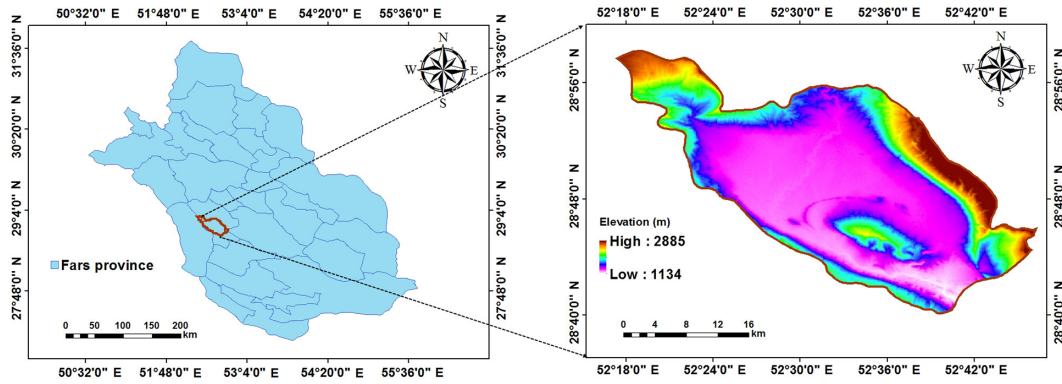 50°32'0" E 51°48'0" E 53°4'0" E 54°20'0" E 55°36'0" E
31°36'0" N
30°20'0" N
29°4'0" N
27°48'0" N
N
W E
S
Fars province
0 50 100 150 200
km
31°36'0" N
30°20'0" N
29°4'0" N
27°48'0" N
50°32'0" E 51°48'0" E 53°4'0" E 54°20'0" E 55°36'0" E
52°18'0" E 52°24'0" E 52°30'0" E 52°36'0" E 52°42'0" E
28°56'0" N
28°48'0" N
28°40'0" N
N
W E
S
Elevation (m)
High : 2885
Low : 1134
0 4 8 12 16
km
28°56'0" N
28°48'0" N
28°40'0" N
52°18'0" E 52°24'0" E 52°30'0" E 52°36'0" E 52°42'0" E